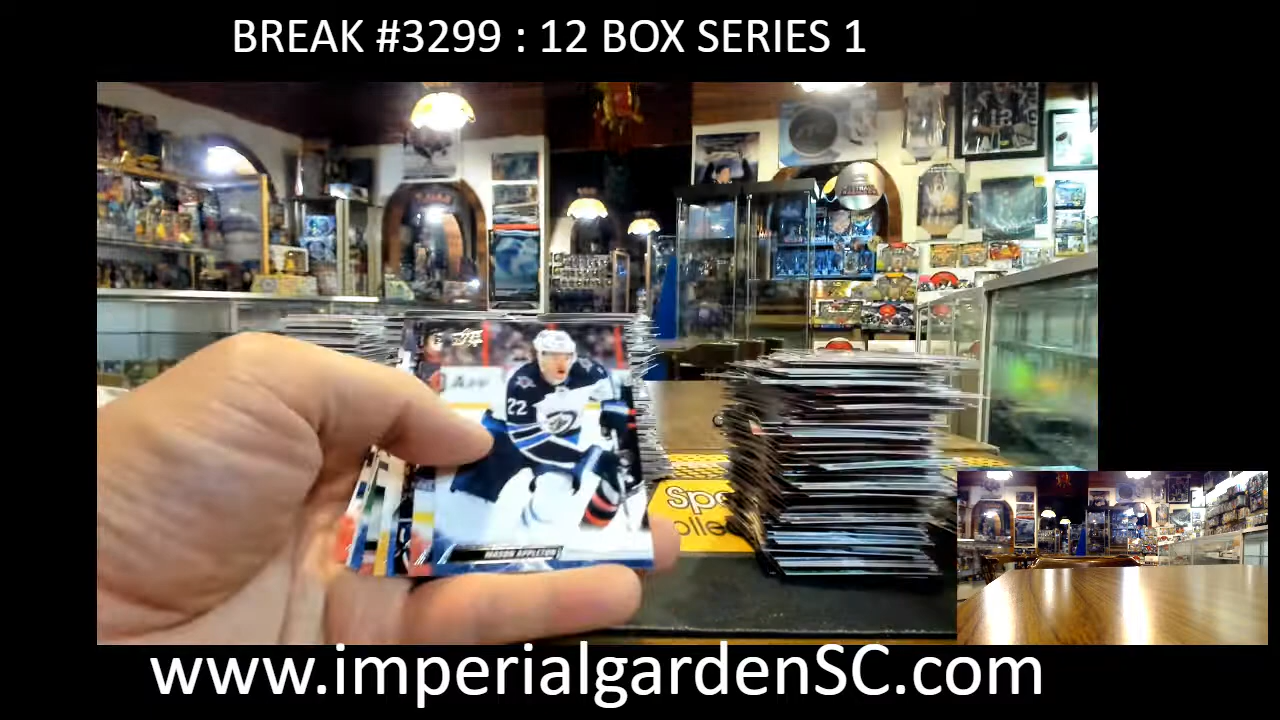 BREAK #3299 : 12 BOX SERIES 1
22
MASON APPLETON
www.imperialgardenSC.com